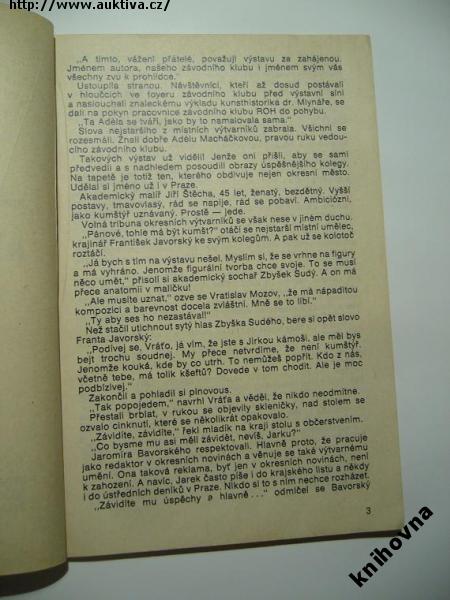 http://www.auktiva.cz/
„A tímto, vážení přátelé, považuji výstavu za zahájenou.
Jménem autora, našeho závodního klubu i jménem svým vás
všechny zvu k prohlídce.“
Ustoupila stranou. Návštěvníci, kteří až dosud postávali
v hloučcích ve foyeru závodního klubu před výstavní síní
a naslouchali znaleckému výkladu kunsthistorika dr. Mlynáře, se
dali na pokyn pracovnice závodního klubu ROH do pohybu.
„Ta Adéla se tváří, jako by to namalovala sama.“
Slova nejstaršího z místních výtvarníků zabrala. Všichni se
rozesmáli. Znali dobře Adélu Macháčkovou, pravou ruku vedou-
cího závodního klubu.
Takových výstav už viděli! Jenže oni přišli, aby se sami
předvedli a s nadhledem posoudili obrazy úspěšnějšího kolegy.
Na tapetě je totiž ten, kterého obdivuje nejen okresní město.
Udělal si jméno už i v Praze.
Akademický malíř Jiří Štěcha, 45 let, ženatý, bezdětný. Vyšší
postavy, tmavovlasý, rád se napije, rád se pobaví. Ambiciózní,
jako kumštýř uznávaný. Prostě — jede.
Volná tribuna okresních výtvarníků se však nese v jiném duchu.
„Pánové, tohle má být kumšt?“ otáčí se nejstarší místní umělec,
krajinář František Javorský ke svým kolegům. A pak už se kolotoč
roztáčí.
„Já bych s tím na výstavu nešel. Myslím si, že se vrhne na figury
a má vyhráno. Jenomže figurální tvorba chce svoje. To se musí
něco umět,“ přisolí si akademický sochař Zbyšek Sudý. A on má
přece anatomii v malíčku!
„Ale musíte uznat,“ ozve se Vratislav Mozov, „že má nápaditou
kompozici a barevnost docela zvláštní. Mně se to líbí.“
„Ty aby ses ho nezastával!“
Než stačil utichnout sytý hlas Zbyška Sudého, bere si opět slovo
Franta Javorský:
„Podívej se, Vráťo, já vím, že jste s Jirkou kámoši, ale měl bys
bejt trochu soudnej. My přece netvrdíme, že není kumštýř.
Jenomže kouká, kde by co utrh. To nemůžeš popřít. Kdo z nás,
včetně tebe, má tolik kšeftů? Dovede v tom chodit. Ale je moc
podbízivej.“
Zakončil a pohladil si plnovous.
„Tak popojedem,“ navrhl Vráťa a věděl, že nikdo neodmítne.
Přestali brblat, v rukou se objevily skleničky, nad stolem se
ozvalo cinknutí, které se několikrát opakovalo.
„Závidíte, závidíte,“ řekl mladík na kraji stolu s občerstvením.
„Co bysme mu asi měli závidět, nevíš, Jarku?“
Jaromíra Bavorského respektovali. Hlavně proto, že pracuje
jako redaktor v okresních novinách a věnuje se také výtvarnému
umění. Ona taková reklama, byť jen v okresních novinách, není
k zahození. A navíc, Jarek často píše i do krajského listu a někdy
i do ústředních deníků v Praze. Nikdo si to s ním nechce rozházet.
„Závidíte mu úspěchy a hlavně...“ odmlčel se Bavorský
3
knihovna